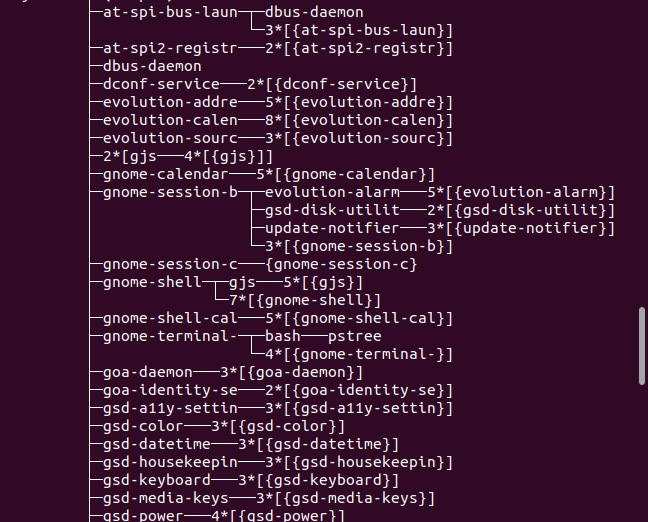 ├─at-spi-bus-laun─┬─dbus-daemon
│                 └─3*[{at-spi-bus-laun}]
├─at-spi2-registr───2*[{at-spi2-registr}]
├─dbus-daemon
├─dconf-service───2*[{dconf-service}]
├─evolution-addre───5*[{evolution-addre}]
├─evolution-calen───8*[{evolution-calen}]
├─evolution-sourc───3*[{evolution-sourc}]
├─2*[gjs───4*[{gjs}]]
├─gnome-calendar───5*[{gnome-calendar}]
├─gnome-session-b─┬─evolution-alarm───5*[{evolution-alarm}]
│                 ├─gsd-disk-utilit───2*[{gsd-disk-utilit}]
│                 ├─update-notifier───3*[{update-notifier}]
│                 └─3*[{gnome-session-b}]
├─gnome-session-c───{gnome-session-c}
├─gnome-shell─┬─gjs───5*[{gjs}]
│             └─7*[{gnome-shell}]
├─gnome-shell-cal───5*[{gnome-shell-cal}]
├─gnome-terminal-─┬─bash───pstree
│                 └─4*[{gnome-terminal-}]
├─goa-daemon───3*[{goa-daemon}]
├─goa-identity-se───2*[{goa-identity-se}]
├─gsd-a11y-settin───3*[{gsd-a11y-settin}]
├─gsd-color───3*[{gsd-color}]
├─gsd-datetime───3*[{gsd-datetime}]
├─gsd-housekeepin───3*[{gsd-housekeepin}]
├─gsd-keyboard───3*[{gsd-keyboard}]
├─gsd-media-keys───3*[{gsd-media-keys}]
├─gsd-power───4*[{gsd-power}]